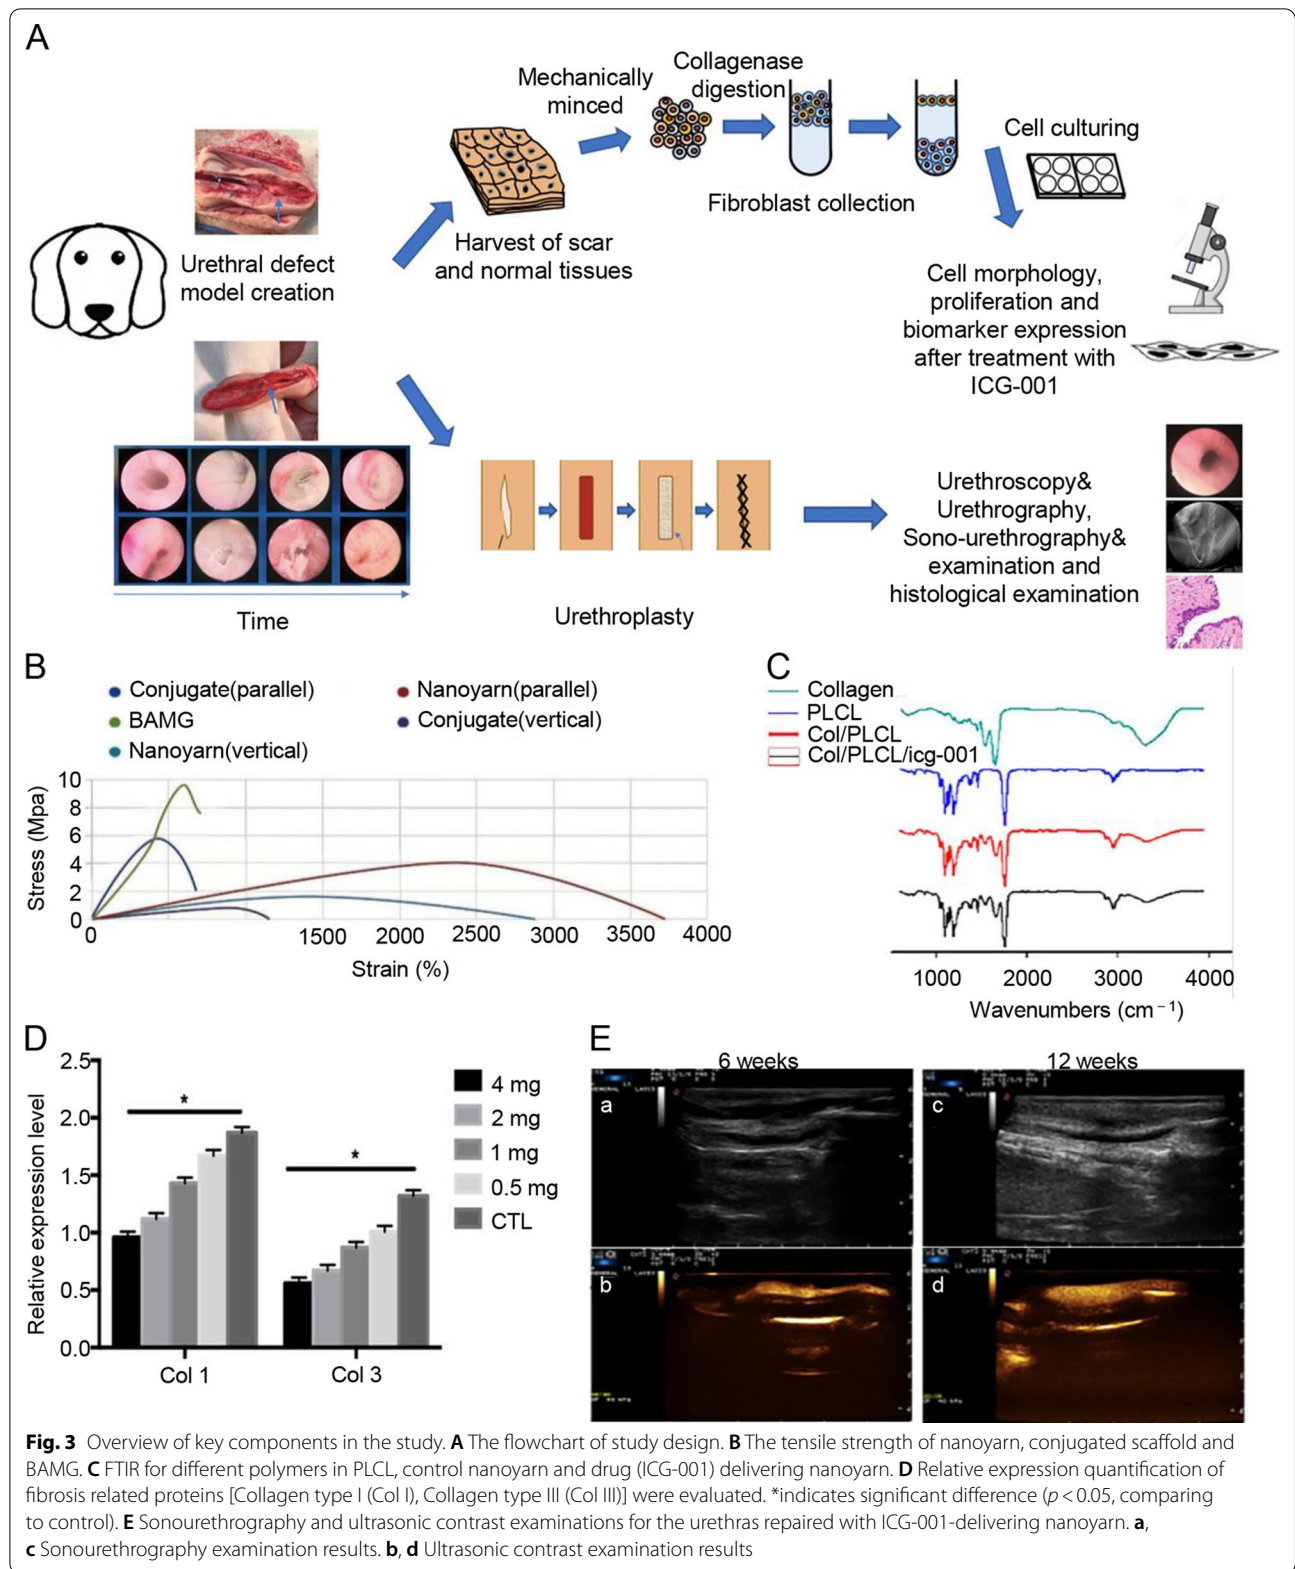 A
Mechanically
minced
Collagenase
digestion
Cell culturing
Fibroblast collection
Urethral defect
model creation
Harvest of scar
and normal tissues
Cell morphology,
proliferation and
biomarker expression
after treatment with
ICG-001
Time
Urethroplasty
Urethroscopy&
Urethrography,
Sono-urethrography&
examination and
histological examination
B
Conjugate(parallel)
Nanoyarn(parallel)
BAMG
Conjugate(vertical)
Nanoyarn(vertical)
Stress (Mpa)
10
8
6
4
2
0
0 1500 2000 2500 3000 3500 4000
Strain (%)
C
Collagen
PLCL
Col/PLCL
Col/PLCL/icg-001
1000 2000 3000 4000
Wavenumbers (cm⁻¹)
D
Relative expression level
2.5
2.0
1.5
1.0
0.5
0.0
*
*
4 mg
2 mg
1 mg
0.5 mg
CTL
Col 1
Col 3
E
6 weeks
12 weeks
a
c
b
d
Fig. 3 Overview of key components in the study. A The flowchart of study design. B The tensile strength of nanoyarn, conjugated scaffold and
BAMG. C FTIR for different polymers in PLCL, control nanoyarn and drug (ICG-001) delivering nanoyarn. D Relative expression quantification of
fibrosis related proteins [Collagen type I (Col I), Collagen type III (Col III)] were evaluated. *indicates significant difference (p < 0.05, comparing
to control). E Sonourethrography and ultrasonic contrast examinations for the urethras repaired with ICG-001-delivering nanoyarn. a,
c Sonourethrography examination results. b, d Ultrasonic contrast examination results